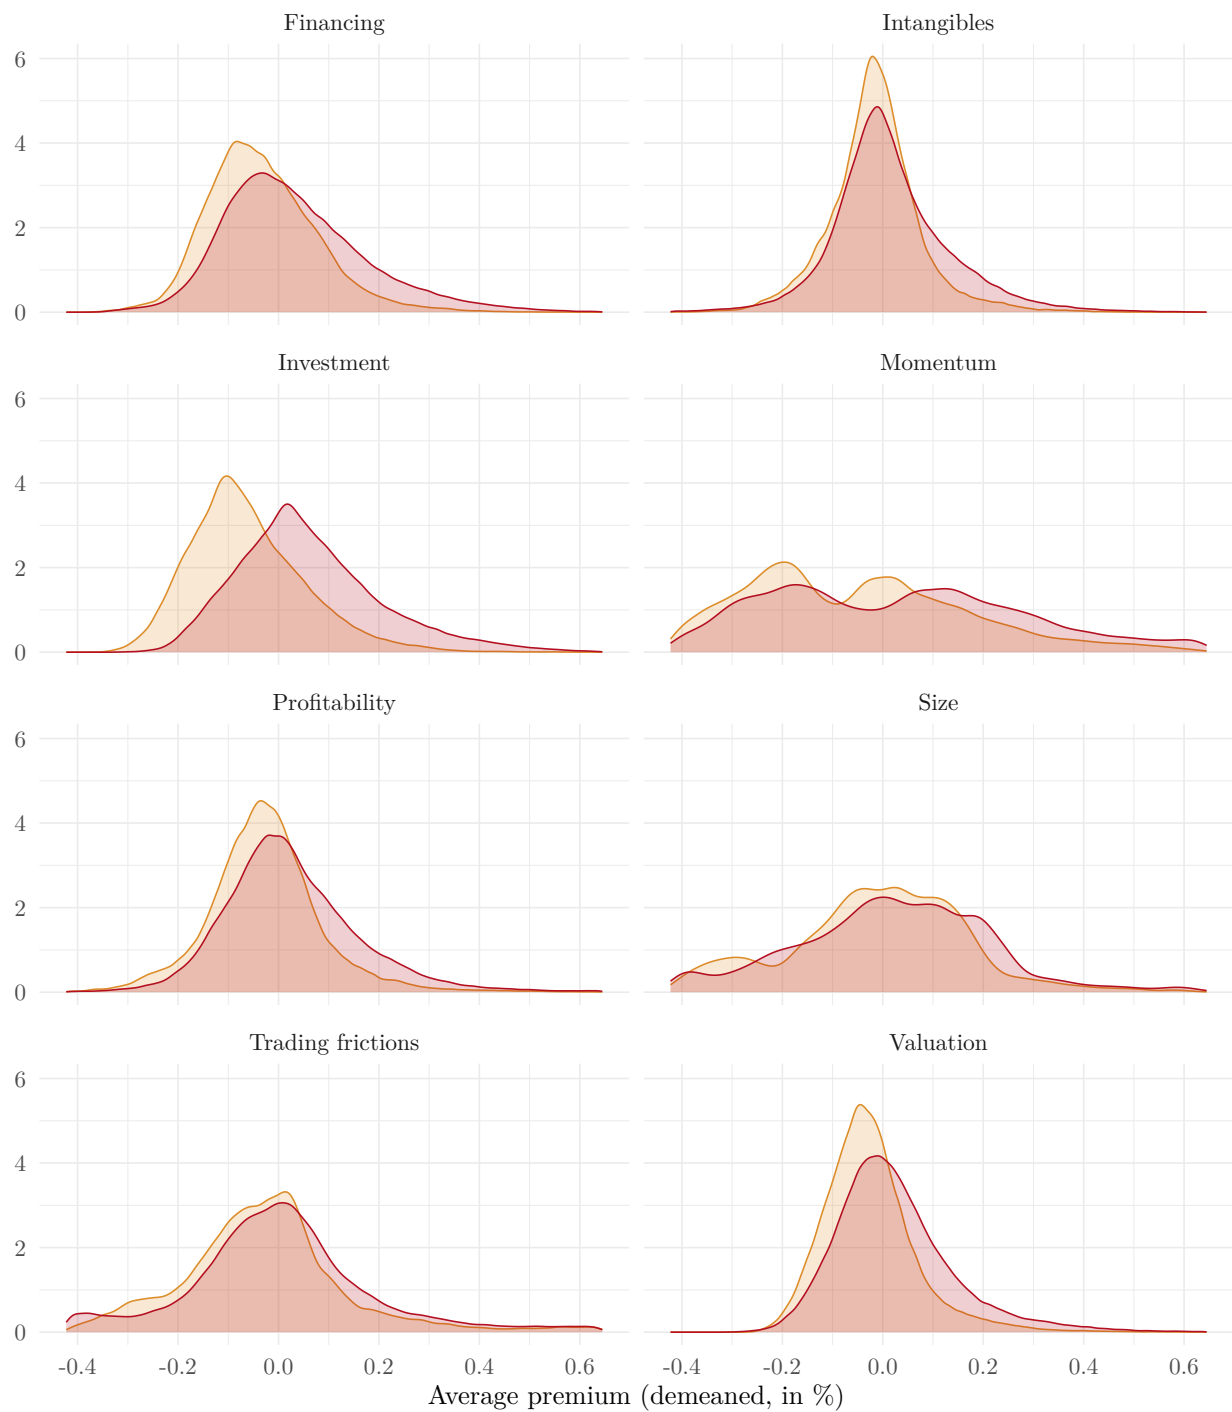 Financing
Intangibles
6
4
2
0
Investment
Momentum
6
4
2
0
Profitability
Size
6
4
2
0
Trading frictions
Valuation
6
4
2
0
-0.4 -0.2 0.0 0.2 0.4 0.6
-0.4 -0.2 0.0 0.2 0.4 0.6
Average premium (demeaned, in %)